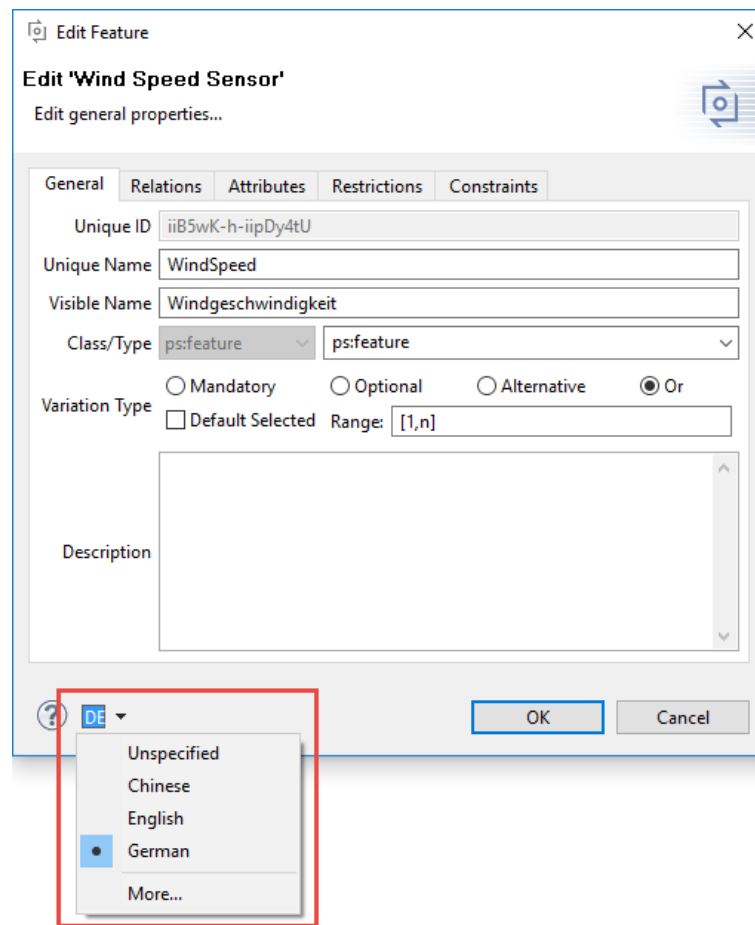 Edit Feature
Edit 'Wind Speed Sensor'
Edit general properties...
General Relations Attributes Restrictions Constraints
Unique ID iiB5wK-h-iipDy4tU
Unique Name WindSpeed
Visible Name Windgeschwindigkeit
Class/Type ps:feature ps:feature
Variation Type Mandatory Optional Alternative Or
Default Selected Range: [1,n]
Description
DE OK Cancel
Unspecified
Chinese
English
German
More...